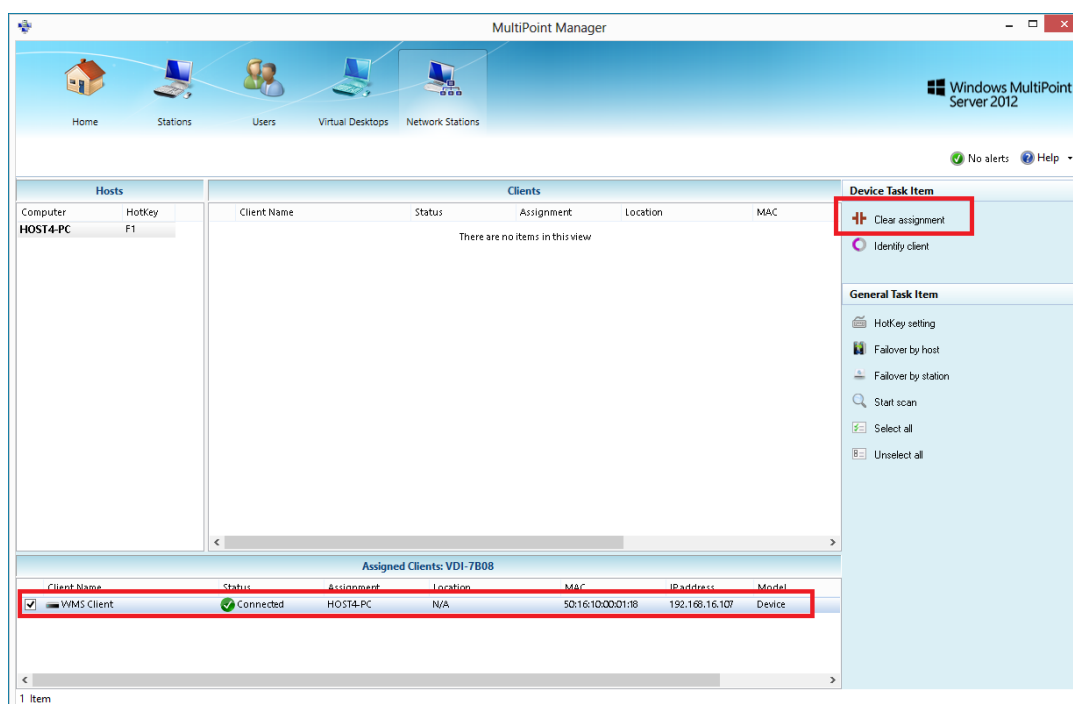 MultiPoint Manager
Home
Stations
Users
Virtual Desktops
Network Stations
Windows MultiPoint
Server 2012
No alerts
Help
Hosts
Computer HotKey
HOST4-PC F1
Clients
Client Name Status Assignment Location MAC
There are no items in this view
Device Task Item
Clear assignment
Identify client
General Task Item
HotKey setting
Failover by host
Failover by station
Start scan
Select all
Unselect all
Assigned Clients: VDI-7B08
Client Name Status Assignment Location MAC IP address Model
WMS Client Connected HOST4-PC N/A 50:16:10:00:01:18 192.168.16.107 Device
1 Item